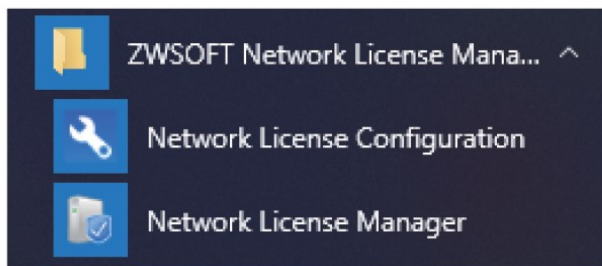 ZWSOFT Network License Mana...
Network License Configuration
Network License Manager